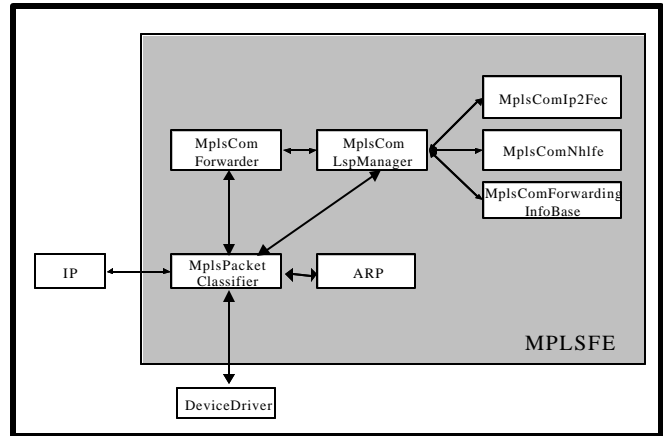 MplsComIp2Fec
MplsCom
Forwarder
MplsCom
LspManager
MplsComNhlfe
MplsComForwarding
InfoBase
IP
MplsPacket
Classifier
ARP
MPLSFE
DeviceDriver